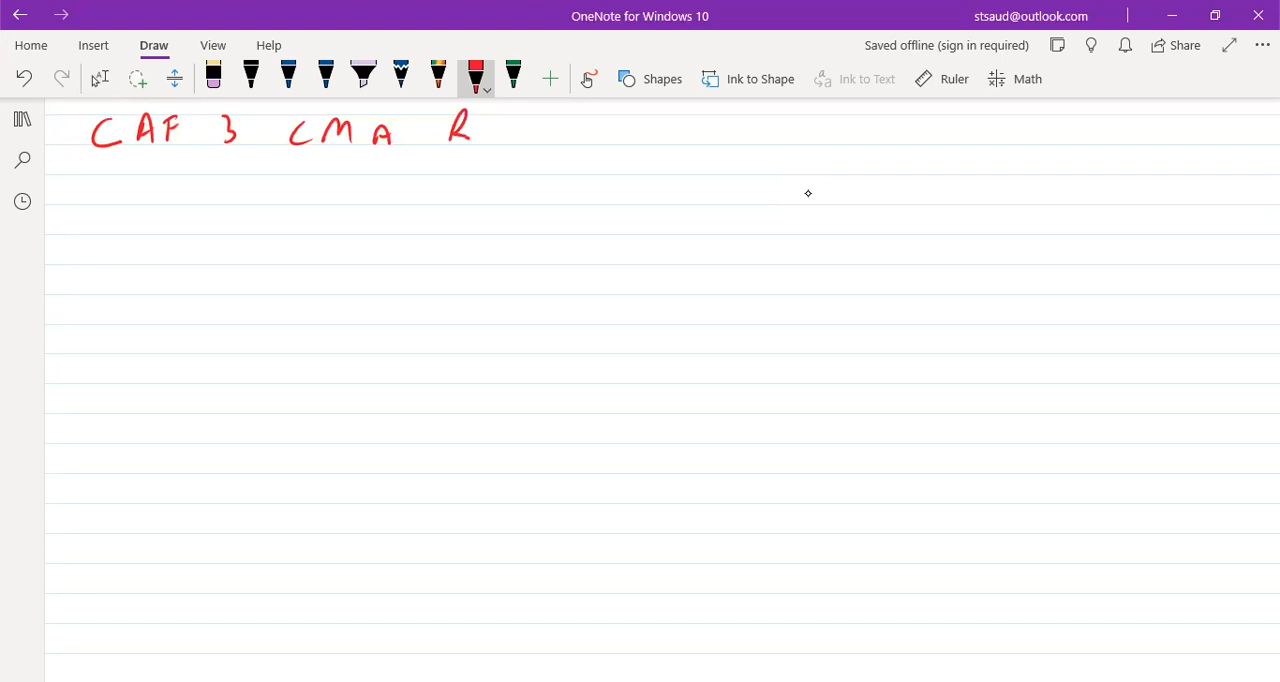 OneNote for Windows 10
stsaud@outlook.com
Home Insert Draw View Help
Saved offline (sign in required) Share
Shapes Ink to Shape Ink to Text Ruler Math
CAF 3 CMA R